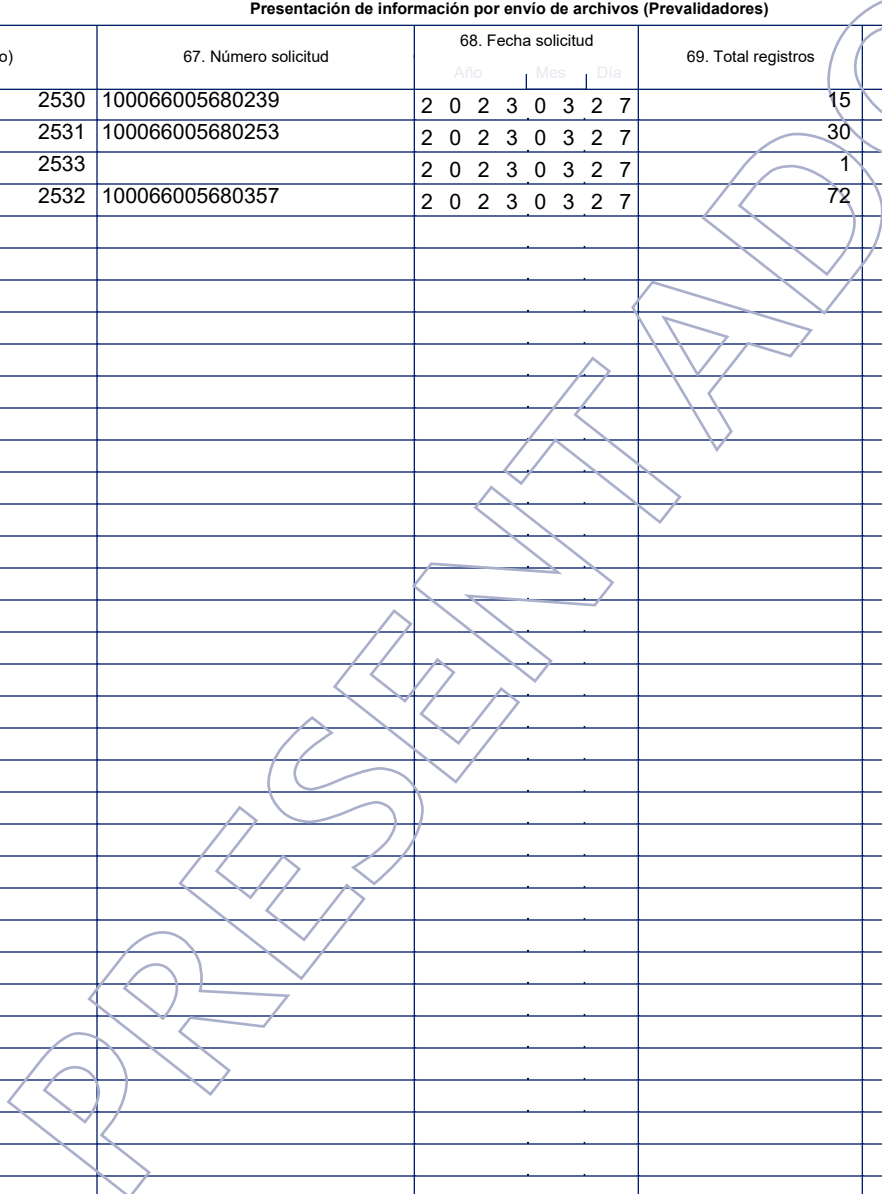 Presentación de información por envío de archivos (Prevalidadores)
o) 67. Número solicitud 68. Fecha solicitud 69. Total registros
Año Mes Día
2530 100066005680239 2 0 2 3 0 3 2 7 15
2531 100066005680253 2 0 2 3 0 3 2 7 30
2533 2 0 2 3 0 3 2 7 1
2532 100066005680357 2 0 2 3 0 3 2 7 72
PRESENTADO